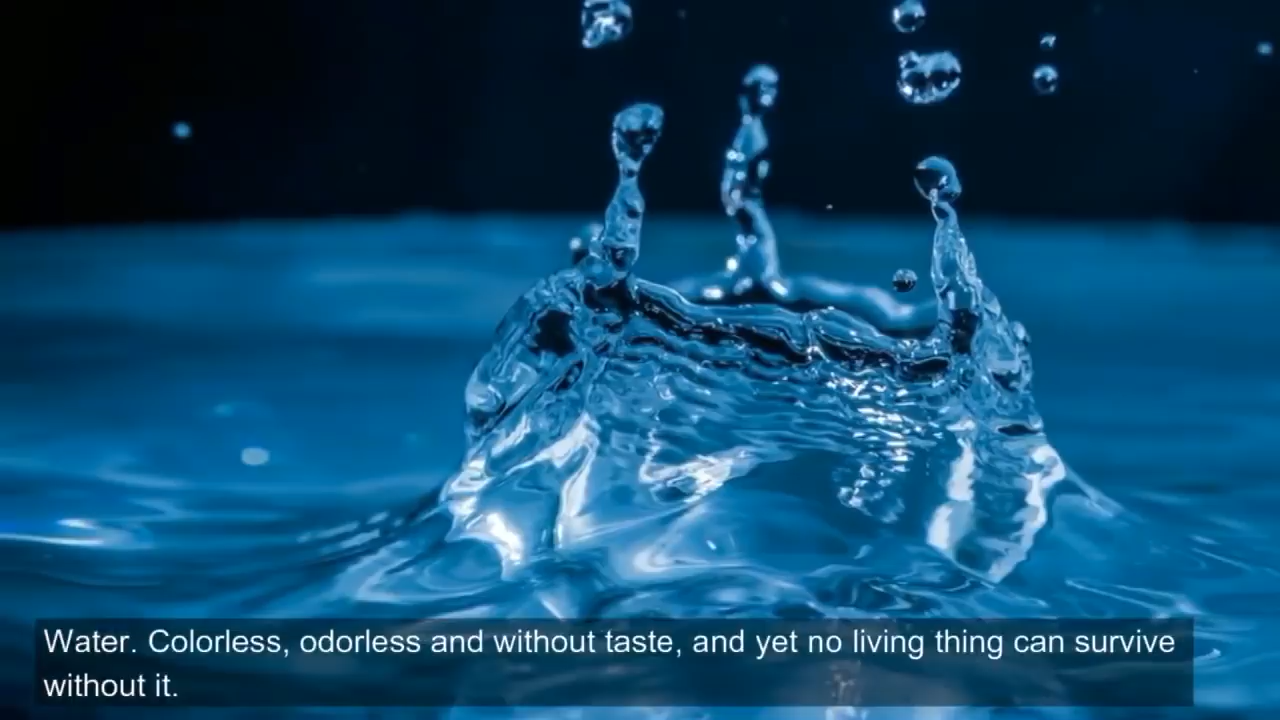 Water. Colorless, odorless and without taste, and yet no living thing can survive
without it.